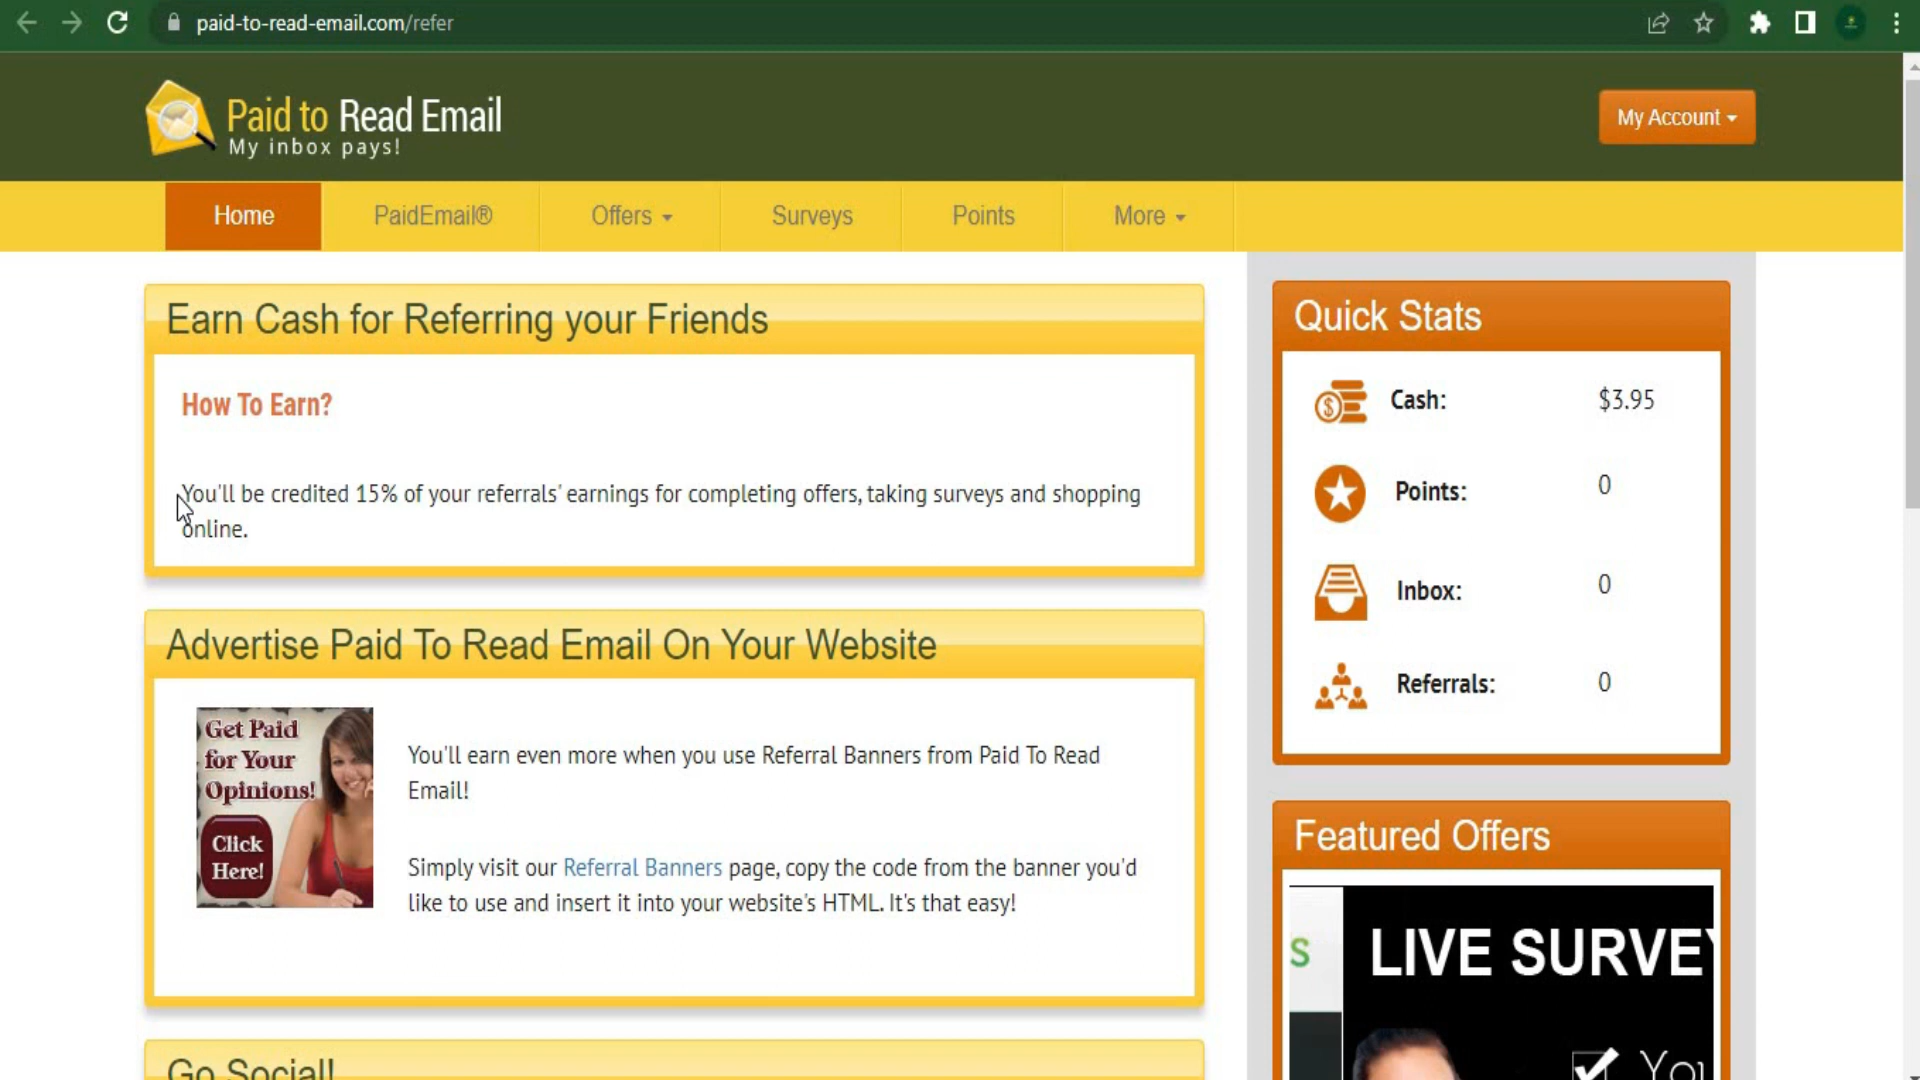 paid-to-read-email.com/refer
Paid to Read Email
My inbox pays!
My Account
Home
PaidEmail®
Offers
Surveys
Points
More
Earn Cash for Referring your Friends
How To Earn?
You'll be credited 15% of your referrals' earnings for completing offers, taking surveys and shopping
online.
Advertise Paid To Read Email On Your Website
Get Paid
for Your
Opinions!
Click
Here!
You'll earn even more when you use Referral Banners from Paid To Read
Email!
Simply visit our Referral Banners page, copy the code from the banner you'd
like to use and insert it into your website's HTML. It's that easy!
Go Social!
Quick Stats
Cash: $3.95
Points: 0
Inbox: 0
Referrals: 0
Featured Offers
S
LIVE SURVEY
You